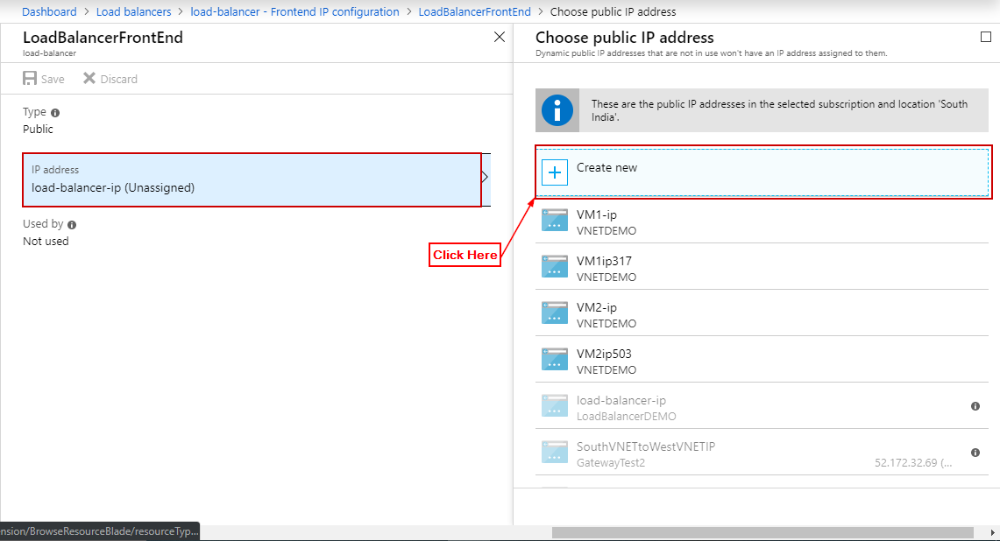 Dashboard > Load balancers > load-balancer - Frontend IP configuration > LoadBalancerFrontEnd > Choose public IP address
LoadBalancerFrontEnd
load-balancer
Save Discard
Type
Public
IP address
load-balancer-ip (Unassigned)
Used by
Not used
Click Here
Choose public IP address
Dynamic public IP addresses that are not in use won't have an IP address assigned to them.
These are the public IP addresses in the selected subscription and location 'South
India'.
Create new
VM1-ip
VNETDEMO
VM1ip317
VNETDEMO
VM2-ip
VNETDEMO
VM2ip503
VNETDEMO
load-balancer-ip
LoadBalancerDEMO
SouthVNETtoWestVNETIP
GatewayTest2 52.172.32.69 (...
nsion/BrowseResourceBlade/resourceTyp...